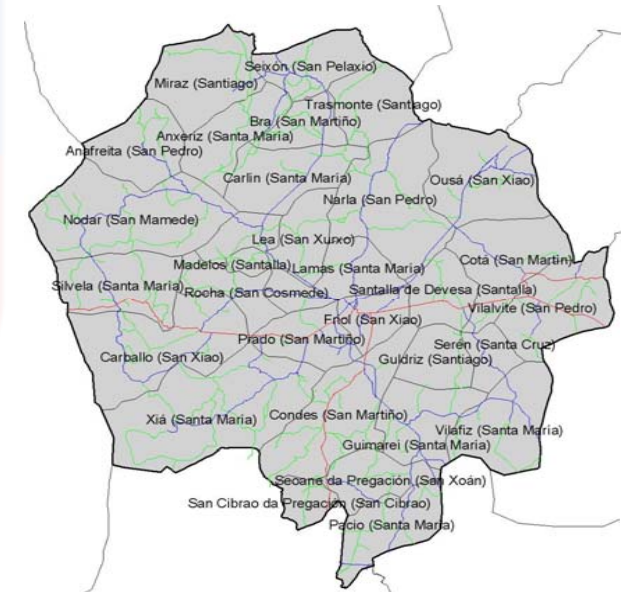 Seixón (San Pelaxio)
Miraz (Santiago)
Trasmonte (Santiago)
Bra (San Martiño)
Anxeriz (Santa María)
Anafreita (San Pedro)
Carlin (Santa María)
Ousá (San Xiao)
Narla (San Pedro)
Nodar (San Mamede)
Lea (San Xurxo)
Cotá (San Martin)
Madelos (Santalla)
Lamas (Santa María)
Silvela (Santa María)
Rocha (San Cosmede)
Santalla de Devesa (Santalla)
Vilalvite (San Pedro)
Friol (San Xiao)
Prado (San Martiño)
Serén (Santa Cruz)
Carballo (San Xiao)
Guldriz (Santiago)
Xiá (Santa María)
Condes (San Martiño)
Vilafiz (Santa María)
Guimarei (Santa María)
Seoane da Pregación (San Xoán)
San Cibrao da Pregación (San Cibrao)
Pacio (Santa María)